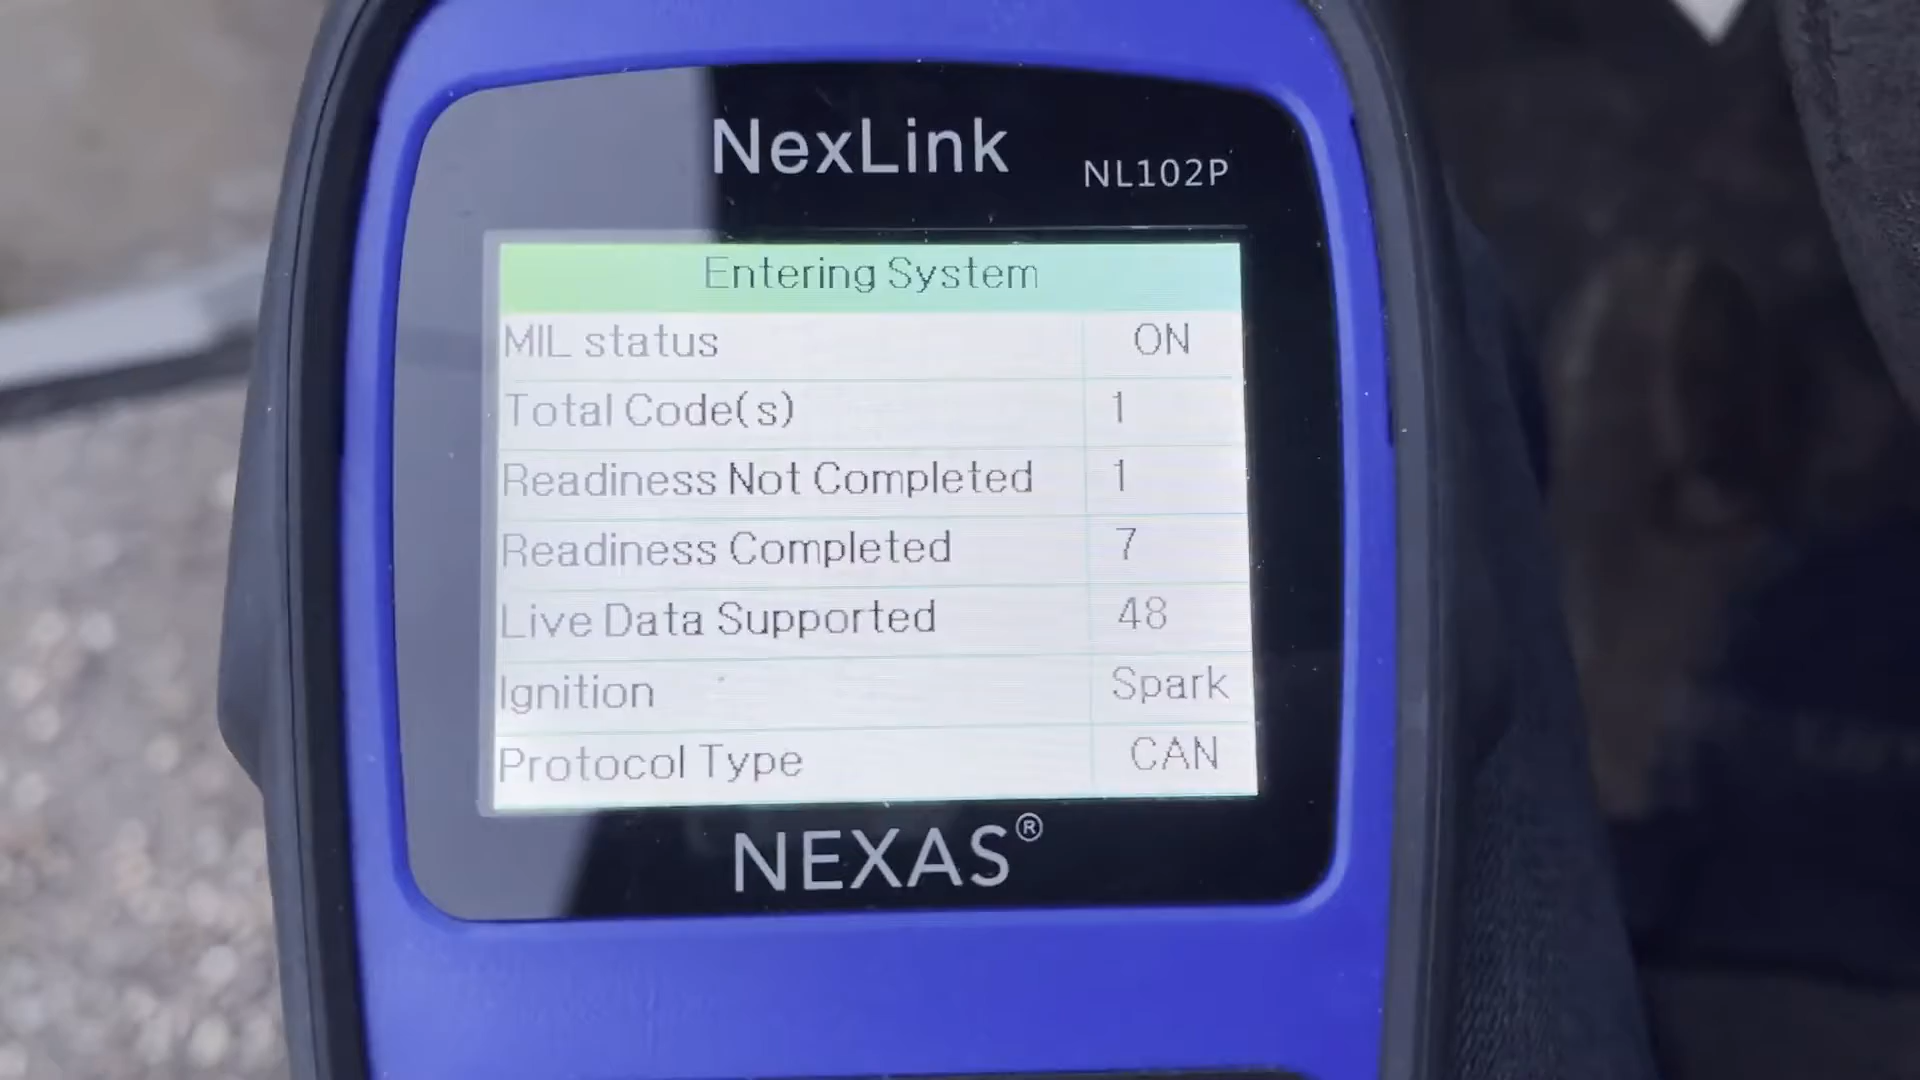 NexLink NL102P
Entering System
MIL status ON
Total Code(s) 1
Readiness Not Completed 1
Readiness Completed 7
Live Data Supported 48
Ignition Spark
Protocol Type CAN
NEXAS®